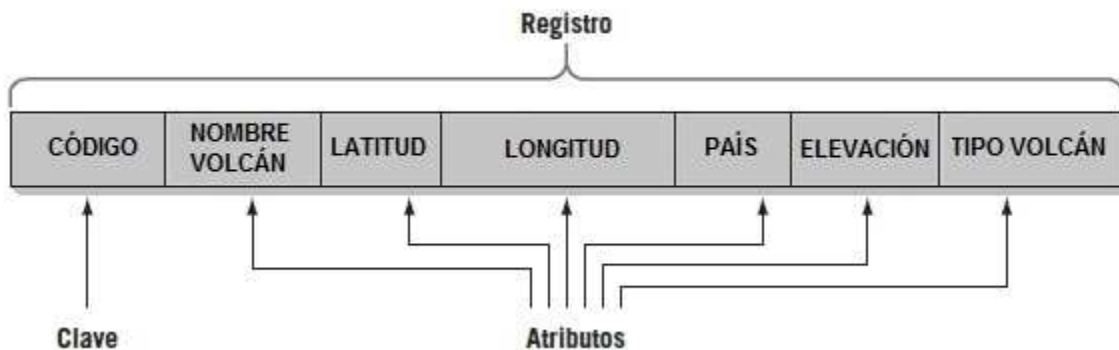 Registro
CÓDIGO
NOMBRE
VOLCÁN
LATITUD
LONGITUD
PAÍS
ELEVACIÓN
TIPO VOLCÁN
Clave
Atributos